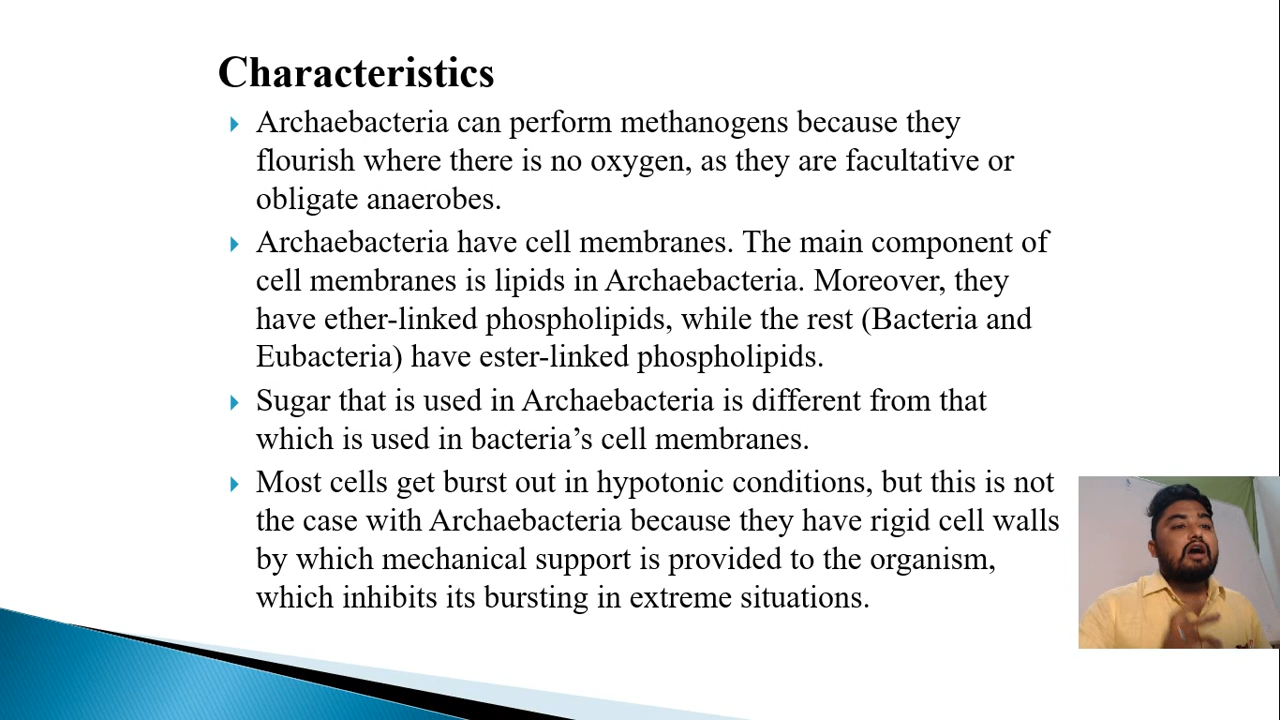 Characteristics
Archaebacteria can perform methanogens because they
flourish where there is no oxygen, as they are facultative or
obligate anaerobes.
Archaebacteria have cell membranes. The main component of
cell membranes is lipids in Archaebacteria. Moreover, they
have ether-linked phospholipids, while the rest (Bacteria and
Eubacteria) have ester-linked phospholipids.
Sugar that is used in Archaebacteria is different from that
which is used in bacteria’s cell membranes.
Most cells get burst out in hypotonic conditions, but this is not
the case with Archaebacteria because they have rigid cell walls
by which mechanical support is provided to the organism,
which inhibits its bursting in extreme situations.